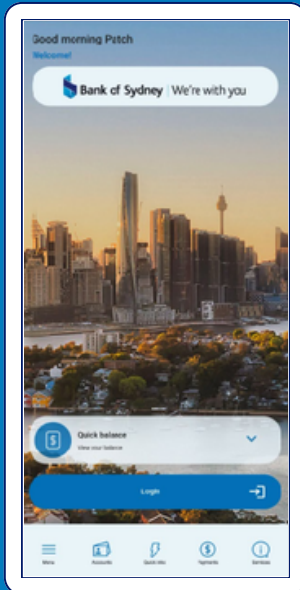 Good morning Patch
Welcome!
Bank of Sydney We're with you
Quick balance
View your balance
Login
Menu
Accounts
Quick links
Payments
Services